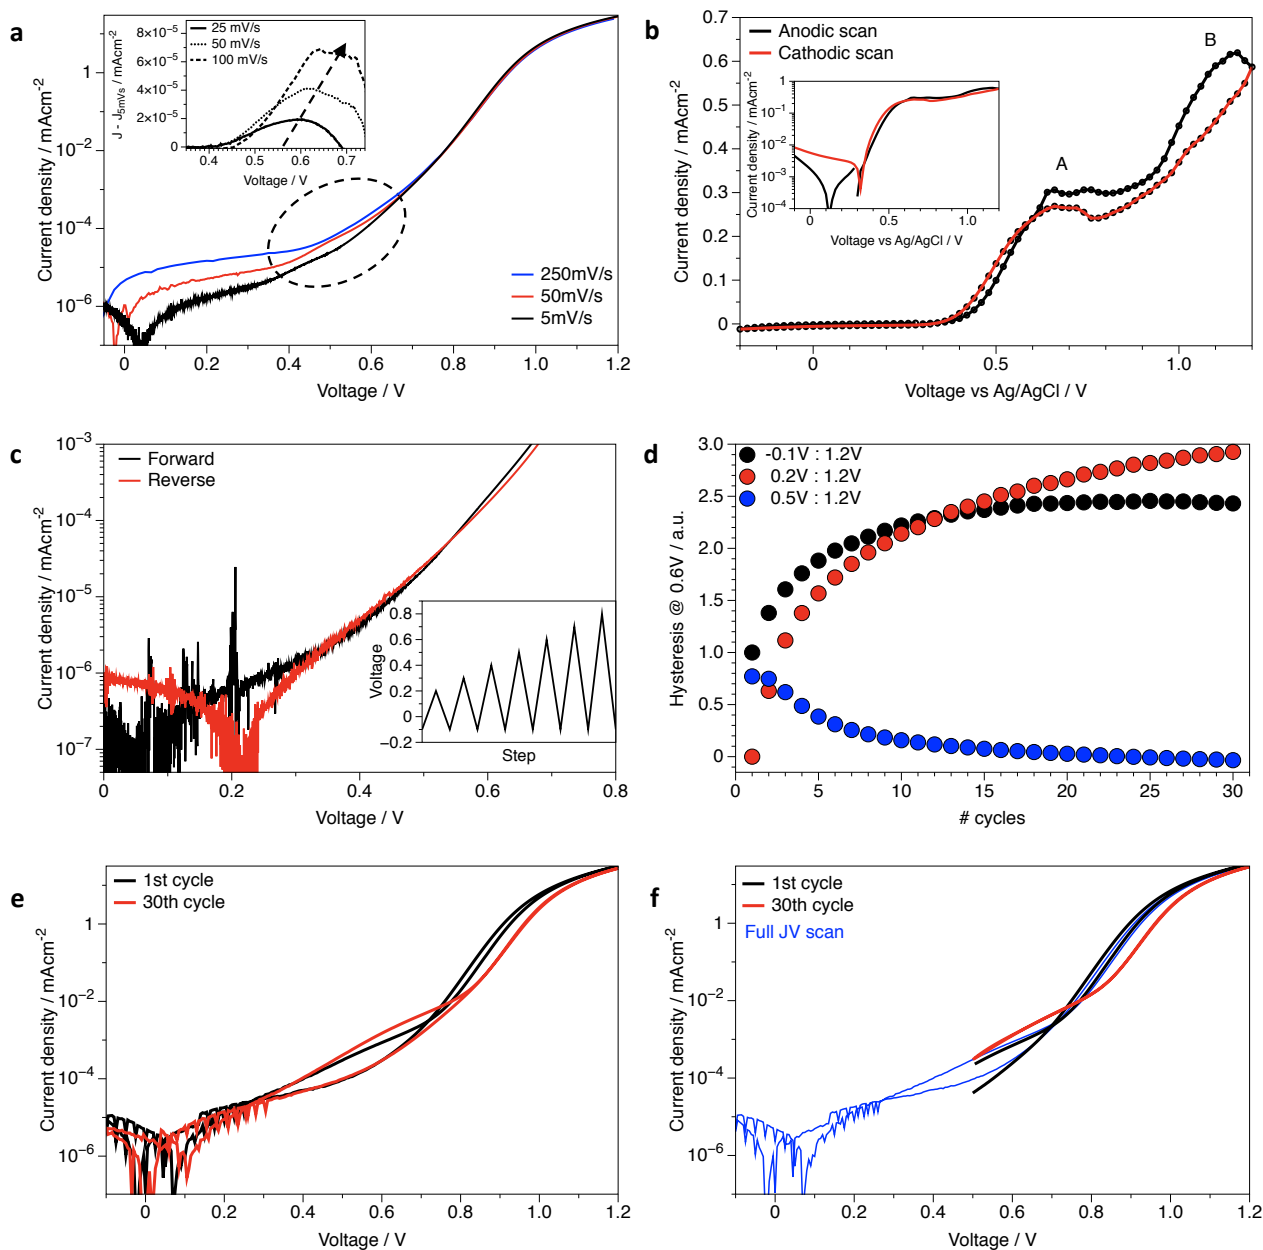 a
J - J5mVs / mAcm-2
8×10−5
6×10−5
4×10−5
2×10−5
0
25 mV/s
50 mV/s
100 mV/s
0.4 0.5 0.6 0.7
Voltage / V
Current density / mAcm-2
1
10−2
10−4
10−6
250mV/s
50mV/s
5mV/s
0 0.2 0.4 0.6 0.8 1.0 1.2
Voltage / V
b
Current density / mAcm-2
0.7
0.6
0.5
0.4
0.3
0.2
0.1
0
Anodic scan
Cathodic scan
B
A
Current density / mAcm-2
1
10−1
10−2
10−3
10−4
0 0.5 1.0
Voltage vs Ag/AgCl / V
0 0.5 1.0
Voltage vs Ag/AgCl / V
c
Current density / mAcm-2
10−3
10−4
10−5
10−6
10−7
Forward
Reverse
Voltage
0.8
0.6
0.4
0.2
0
−0.2
Step
0 0.2 0.4 0.6 0.8
Voltage / V
d
Hysteresis @ 0.6V / a.u.
3.0
2.5
2.0
1.5
1.0
0.5
0
-0.1V : 1.2V
0.2V : 1.2V
0.5V : 1.2V
0 5 10 15 20 25 30
# cycles
e
Current density / mAcm-2
1
10−2
10−4
10−6
1st cycle
30th cycle
0 0.2 0.4 0.6 0.8 1.0 1.2
Voltage / V
f
Current density / mAcm-2
1
10−2
10−4
10−6
1st cycle
30th cycle
Full JV scan
0 0.2 0.4 0.6 0.8 1.0 1.2
Voltage / V